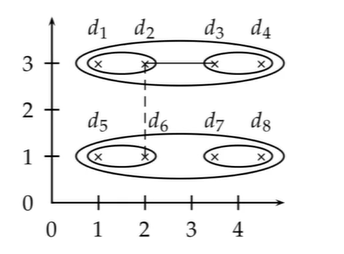 d₁ d₂ d₃ d₄
3
2
d₅ d₆ d₇ d₈
1
0
0 1 2 3 4